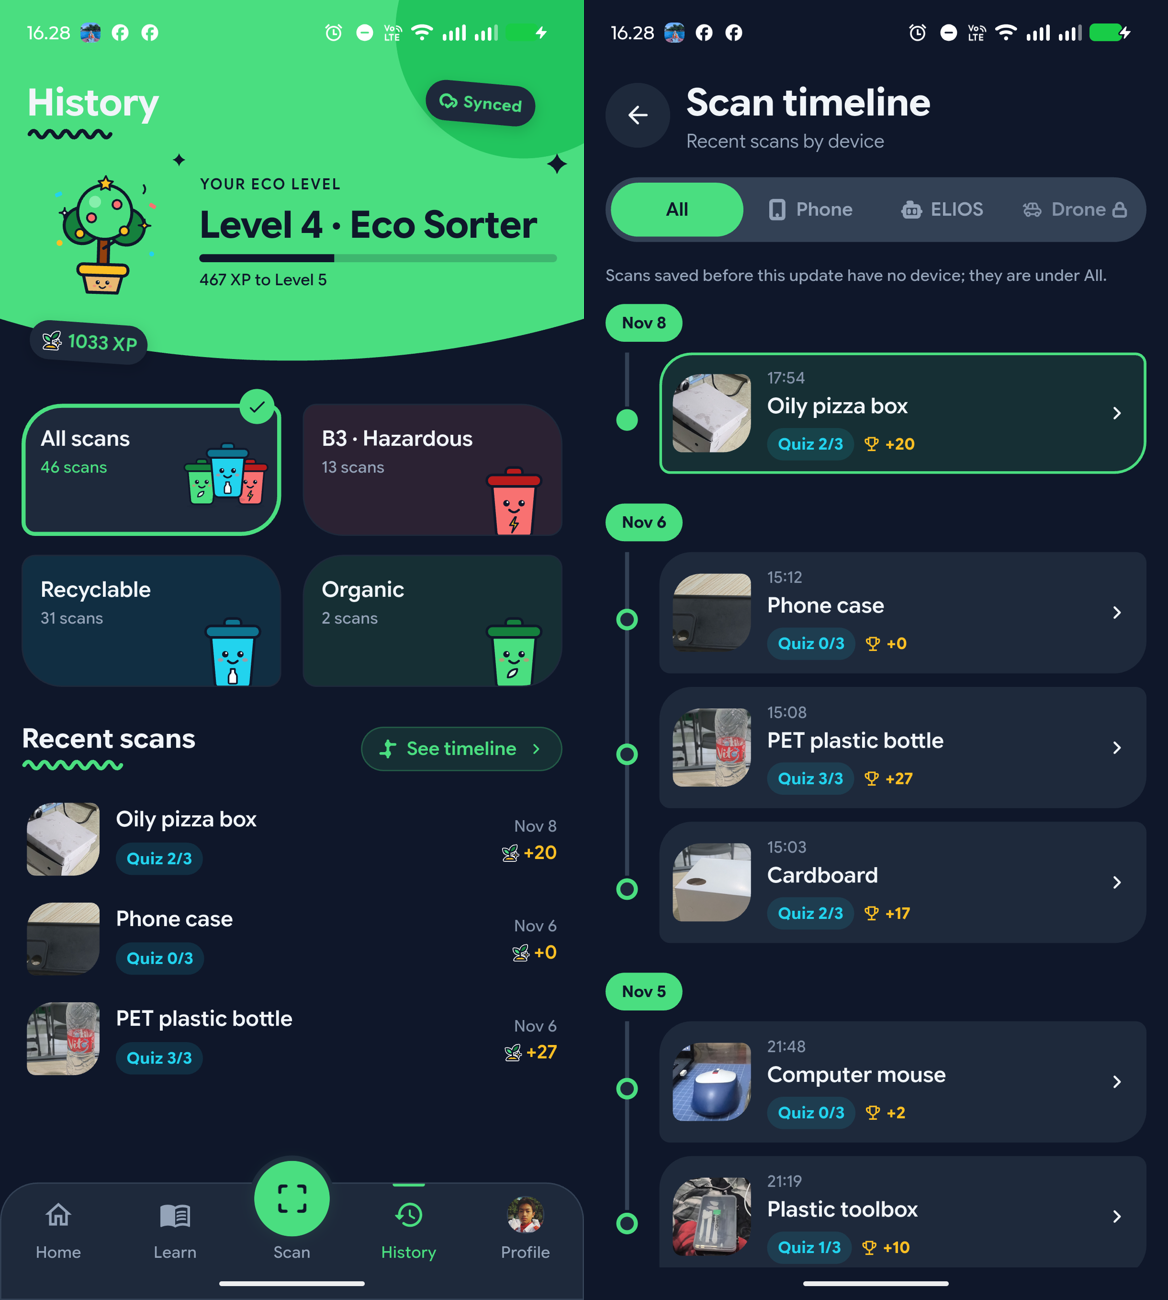 16.28
History
Synced
YOUR ECO LEVEL
Level 4 · Eco Sorter
467 XP to Level 5
1033 XP
All scans
46 scans
B3 · Hazardous
13 scans
Recyclable
31 scans
Organic
2 scans
Recent scans
See timeline
Oily pizza box
Quiz 2/3
Nov 8
+20
Phone case
Quiz 0/3
Nov 6
+0
PET plastic bottle
Quiz 3/3
Nov 6
+27
Home
Learn
Scan
History
Profile
16.28
Scan timeline
Recent scans by device
All
Phone
ELIOS
Drone
Scans saved before this update have no device; they are under All.
Nov 8
17:54
Oily pizza box
Quiz 2/3
+20
Nov 6
15:12
Phone case
Quiz 0/3
+0
15:08
PET plastic bottle
Quiz 3/3
+27
15:03
Cardboard
Quiz 2/3
+17
Nov 5
21:48
Computer mouse
Quiz 0/3
+2
21:19
Plastic toolbox
Quiz 1/3
+10